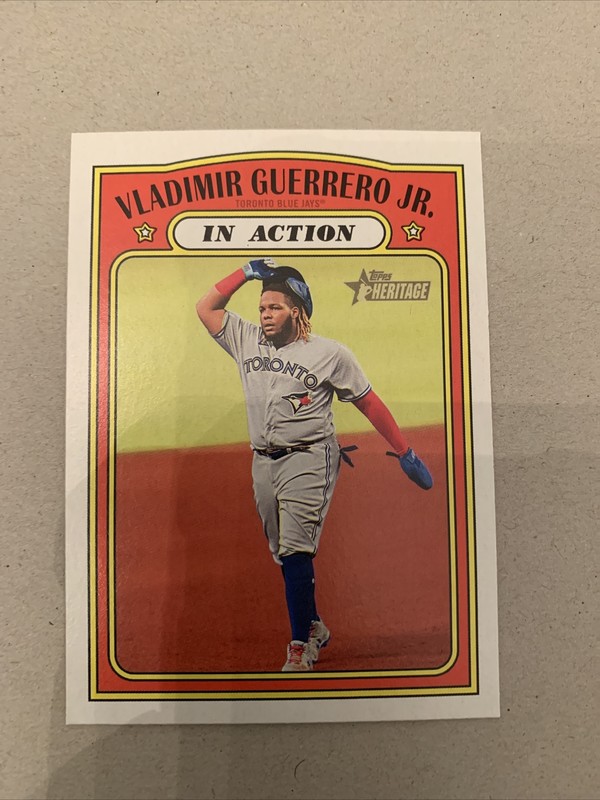 VLADIMIR GUERRERO JR.
TORONTO BLUE JAYS®
IN ACTION
TOPPS
HERITAGE
TORONTO